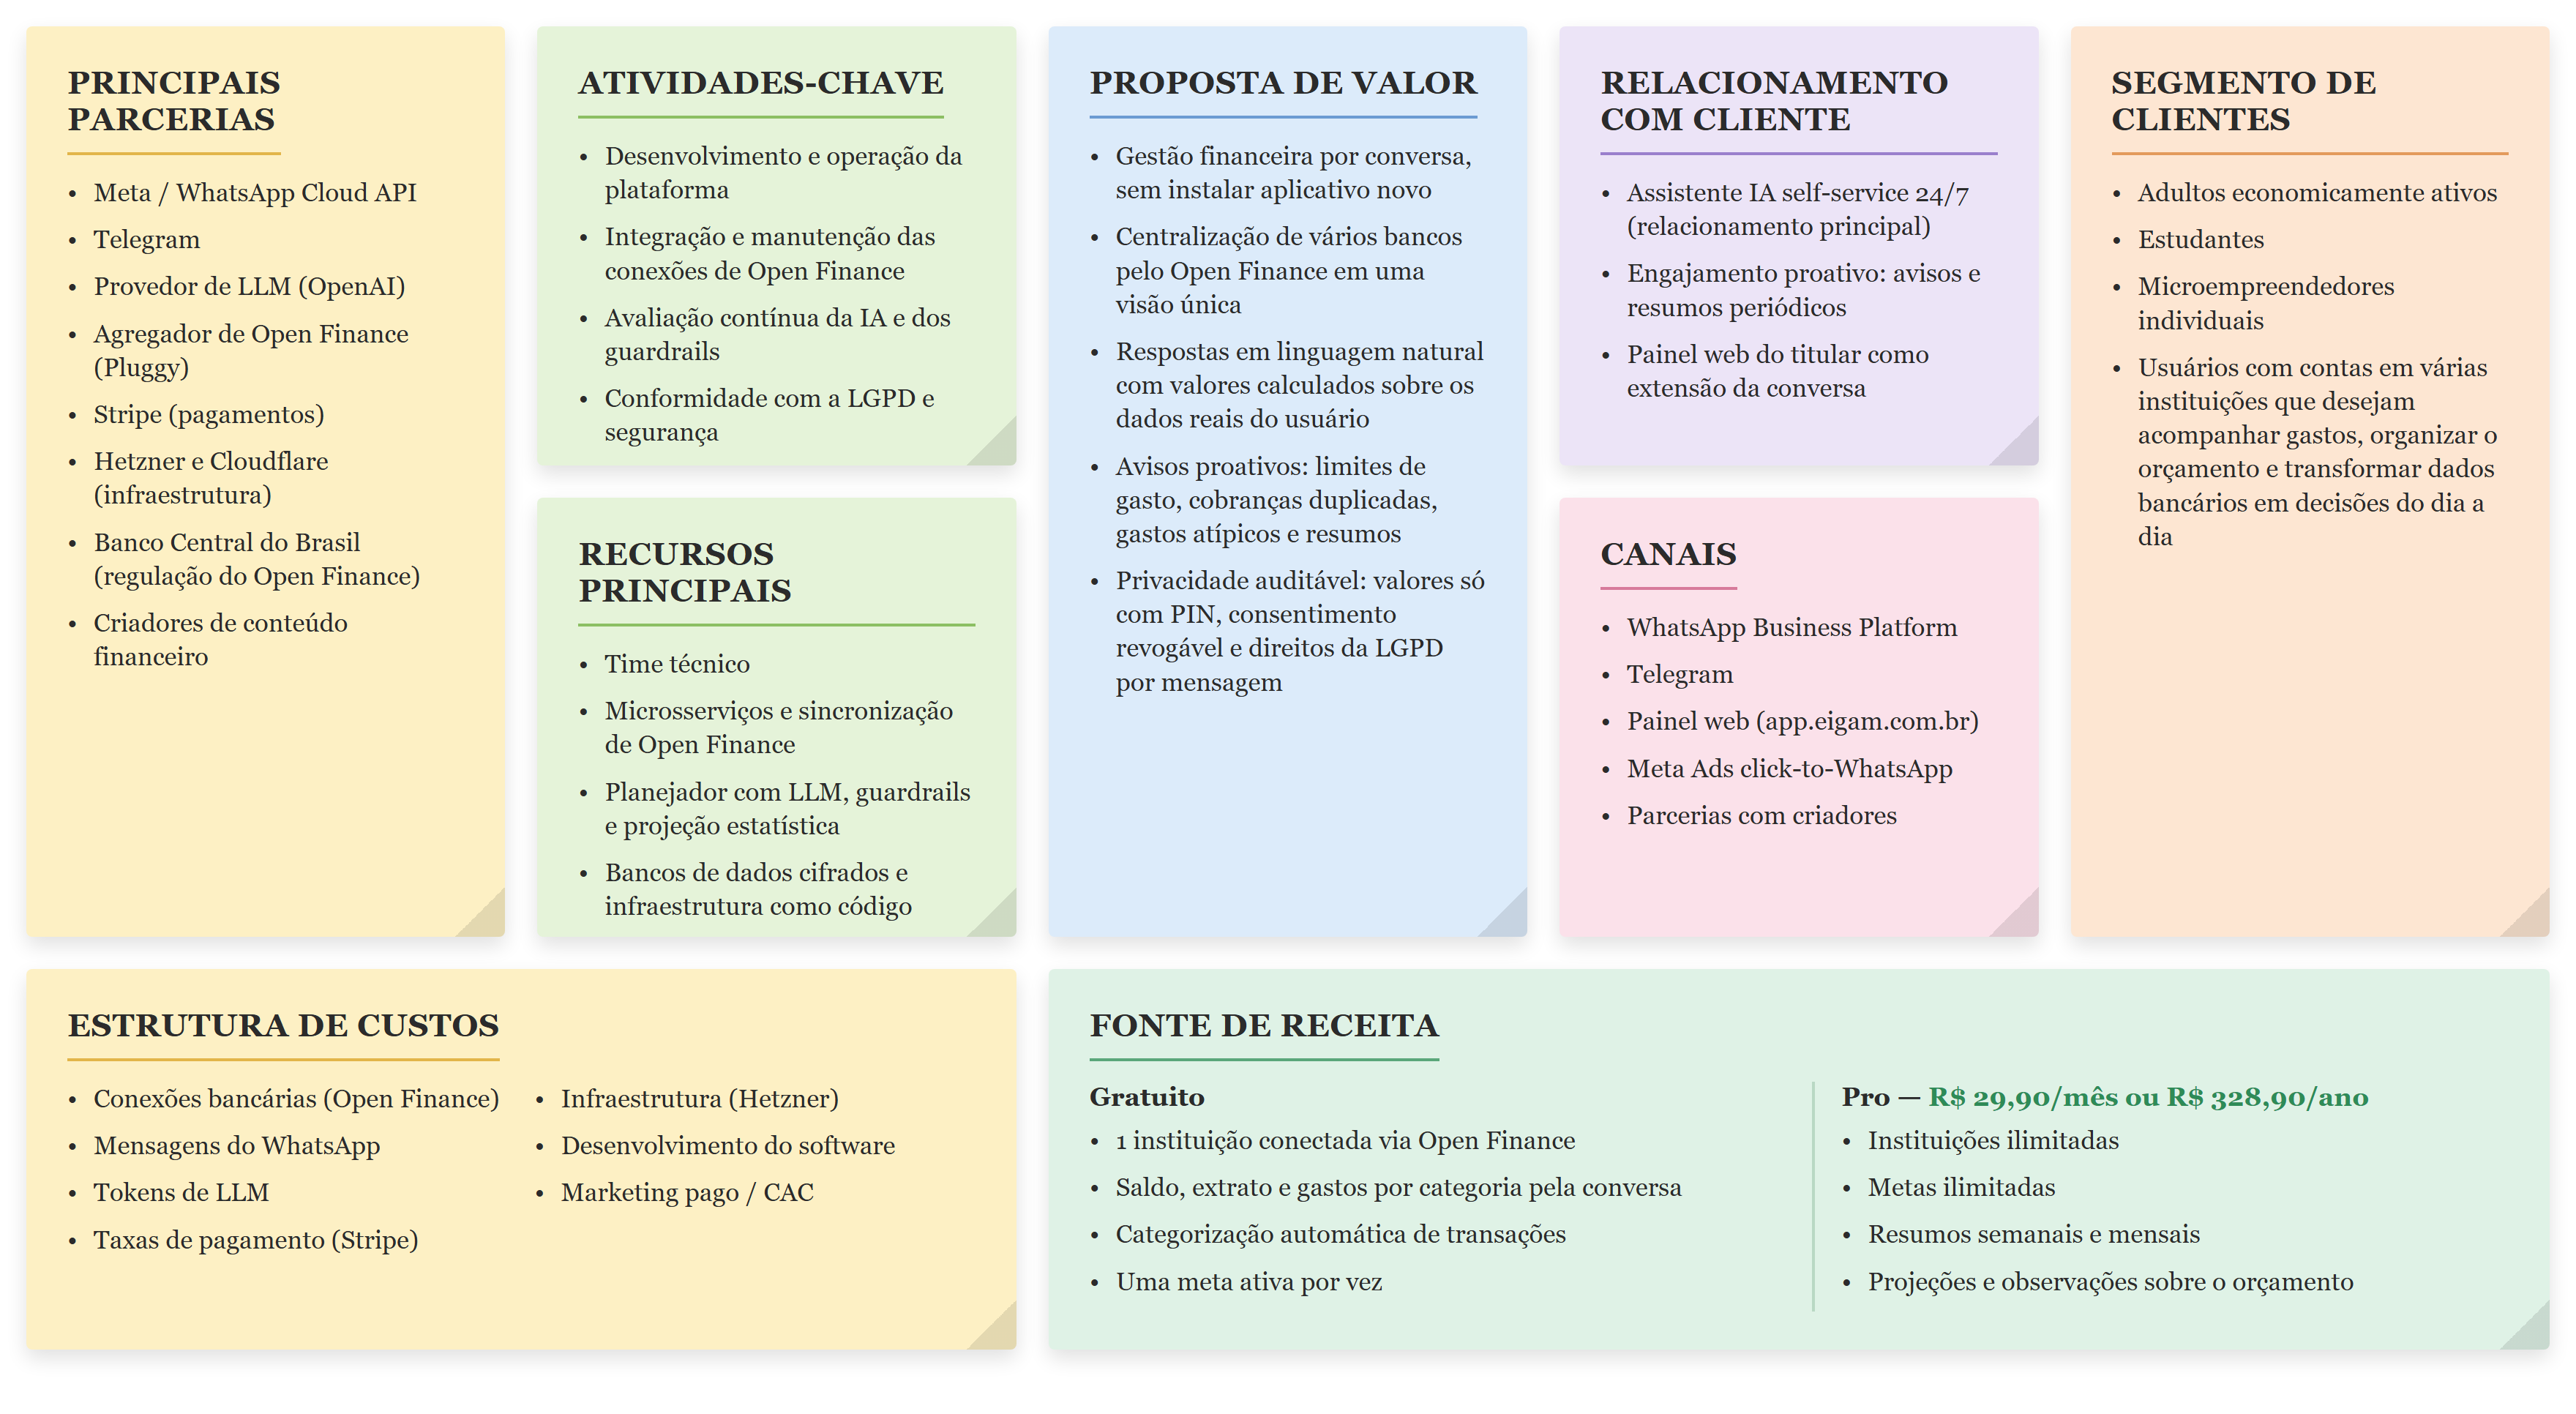 PRINCIPAIS
PARCERIAS
• Meta / WhatsApp Cloud API
• Telegram
• Provedor de LLM (OpenAI)
• Agregador de Open Finance
(Pluggy)
• Stripe (pagamentos)
• Hetzner e Cloudflare
(infraestrutura)
• Banco Central do Brasil
(regulação do Open Finance)
• Criadores de conteúdo
financeiro
ATIVIDADES-CHAVE
• Desenvolvimento e operação da
plataforma
• Integração e manutenção das
conexões de Open Finance
• Avaliação contínua da IA e dos
guardrails
• Conformidade com a LGPD e
segurança
RECURSOS
PRINCIPAIS
• Time técnico
• Microsserviços e sincronização
de Open Finance
• Planejador com LLM, guardrails
e projeção estatística
• Bancos de dados cifrados e
infraestrutura como código
PROPOSTA DE VALOR
• Gestão financeira por conversa,
sem instalar aplicativo novo
• Centralização de vários bancos
pelo Open Finance em uma
visão única
• Respostas em linguagem natural
com valores calculados sobre os
dados reais do usuário
• Avisos proativos: limites de
gasto, cobranças duplicadas,
gastos atípicos e resumos
• Privacidade auditável: valores só
com PIN, consentimento
revogável e direitos da LGPD
por mensagem
RELACIONAMENTO
COM CLIENTE
• Assistente IA self-service 24/7
(relacionamento principal)
• Engajamento proativo: avisos e
resumos periódicos
• Painel web do titular como
extensão da conversa
CANAIS
• WhatsApp Business Platform
• Telegram
• Painel web (app.eigam.com.br)
• Meta Ads click-to-WhatsApp
• Parcerias com criadores
SEGMENTO DE
CLIENTES
• Adultos economicamente ativos
• Estudantes
• Microempreendedores
individuais
• Usuários com contas em várias
instituições que desejam
acompanhar gastos, organizar o
orçamento e transformar dados
bancários em decisões do dia a
dia
ESTRUTURA DE CUSTOS
• Conexões bancárias (Open Finance)
• Mensagens do WhatsApp
• Tokens de LLM
• Taxas de pagamento (Stripe)
• Infraestrutura (Hetzner)
• Desenvolvimento do software
• Marketing pago / CAC
FONTE DE RECEITA
Gratuito
• 1 instituição conectada via Open Finance
• Saldo, extrato e gastos por categoria pela conversa
• Categorização automática de transações
• Uma meta ativa por vez
Pro — R$ 29,90/mês ou R$ 328,90/ano
• Instituições ilimitadas
• Metas ilimitadas
• Resumos semanais e mensais
• Projeções e observações sobre o orçamento